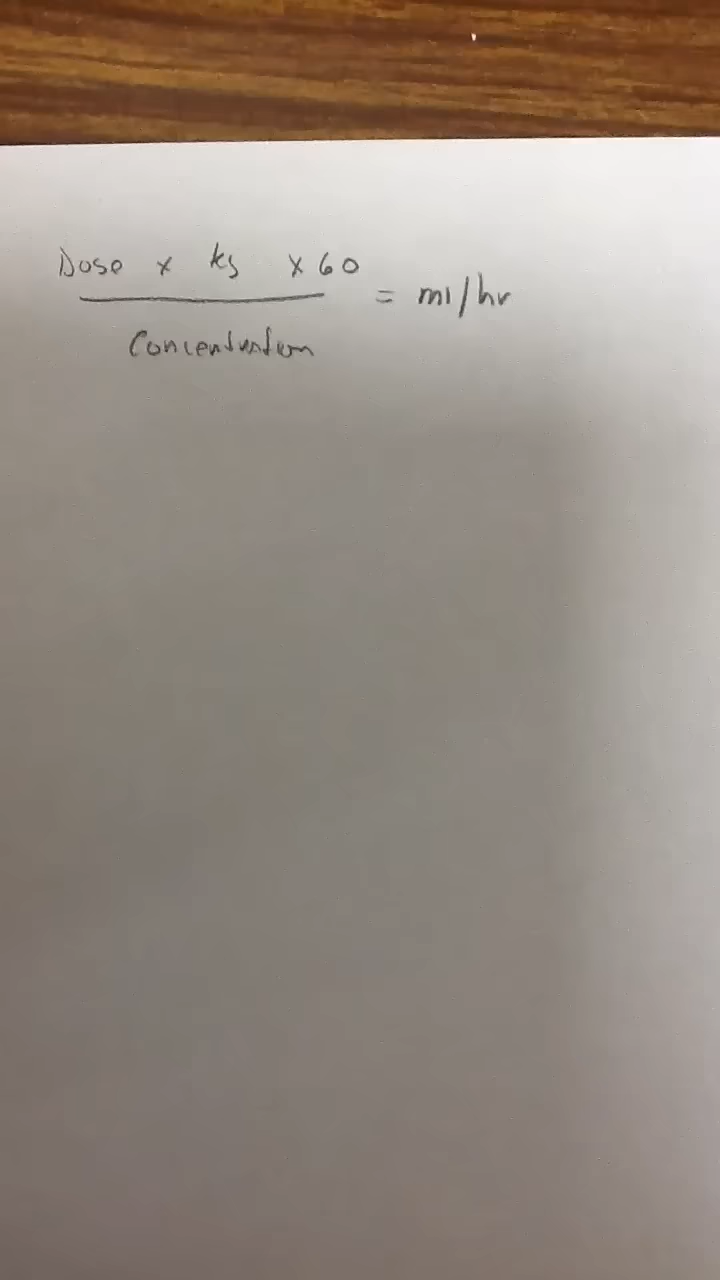 Dose x kg x 60
= ml/hr
Concentration